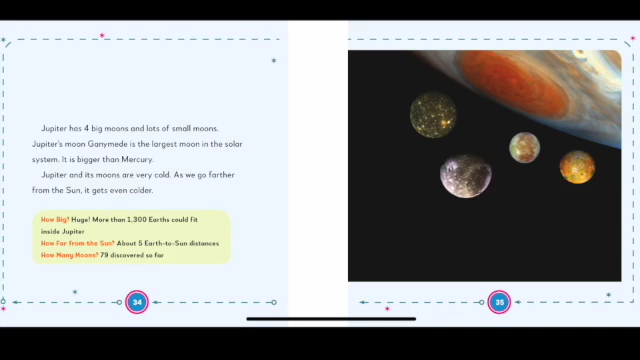 Jupiter has 4 big moons and lots of small moons.
Jupiter's moon Ganymede is the largest moon in the solar
system. It is bigger than Mercury.
Jupiter and its moons are very cold. As we go farther
from the Sun, it gets even colder.
How Big? Huge! More than 1,300 Earths could fit
inside Jupiter
How Far from the Sun? About 5 Earth-to-Sun distances
How Many Moons? 79 discovered so far
34
35